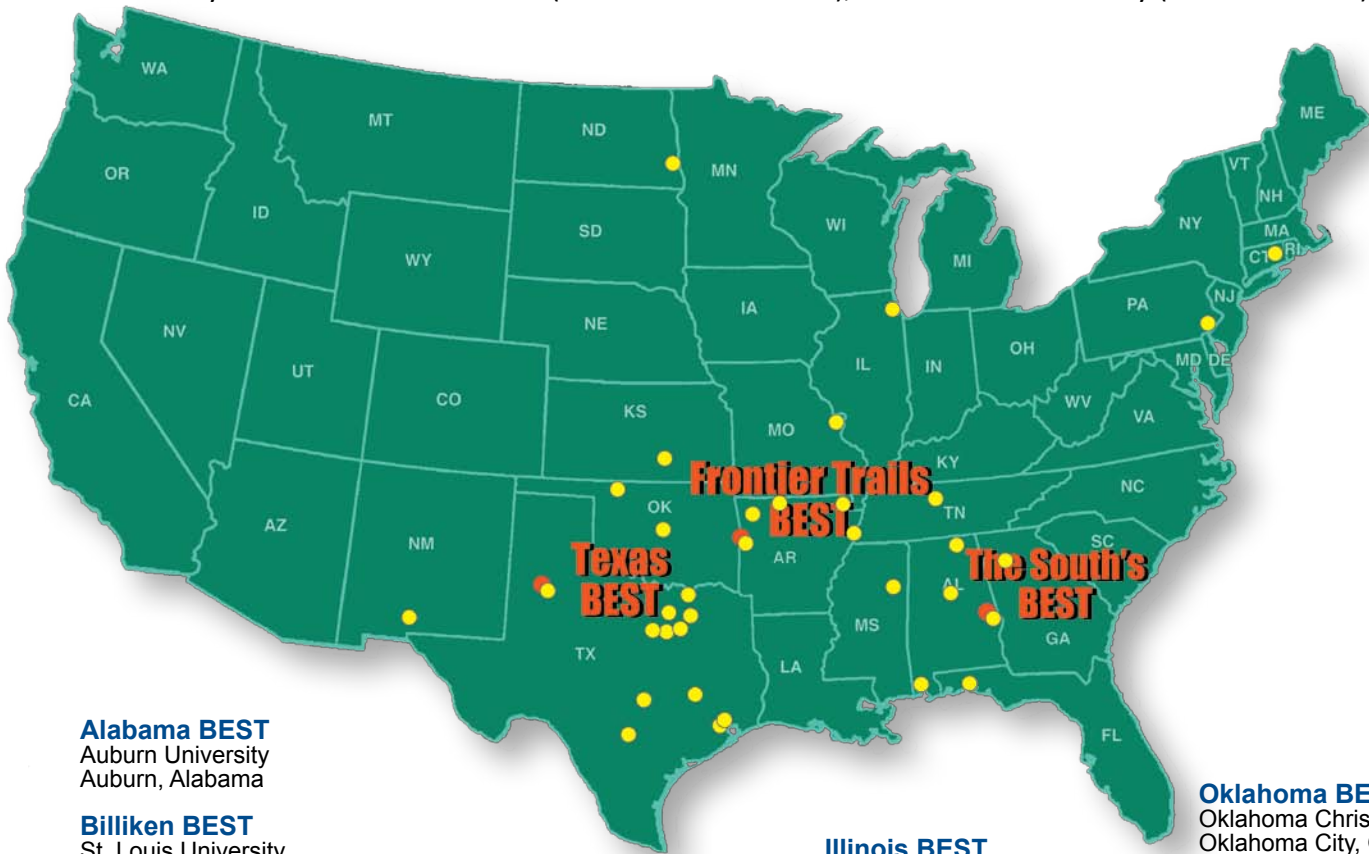 WA
MT
ND
MN
ME
OR
ID
SD
WI
VT
NH
NY
MA
WY
MI
CT
RI
IA
NE
PA
NJ
NV
OH
UT
IL
IN
MD
DE
CO
WV
CA
KS
VA
MO
KY
Frontier Trails
BEST
NC
OK
TN
AZ
NM
AR
SC
Texas
BEST
The South's
BEST
AL
MS
GA
TX
LA
FL
Alabama BEST
Auburn University
Auburn, Alabama
Billiken BEST
St. Louis University
Illinois BEST
Oklahoma
Oklahoma
Oklahoma City,